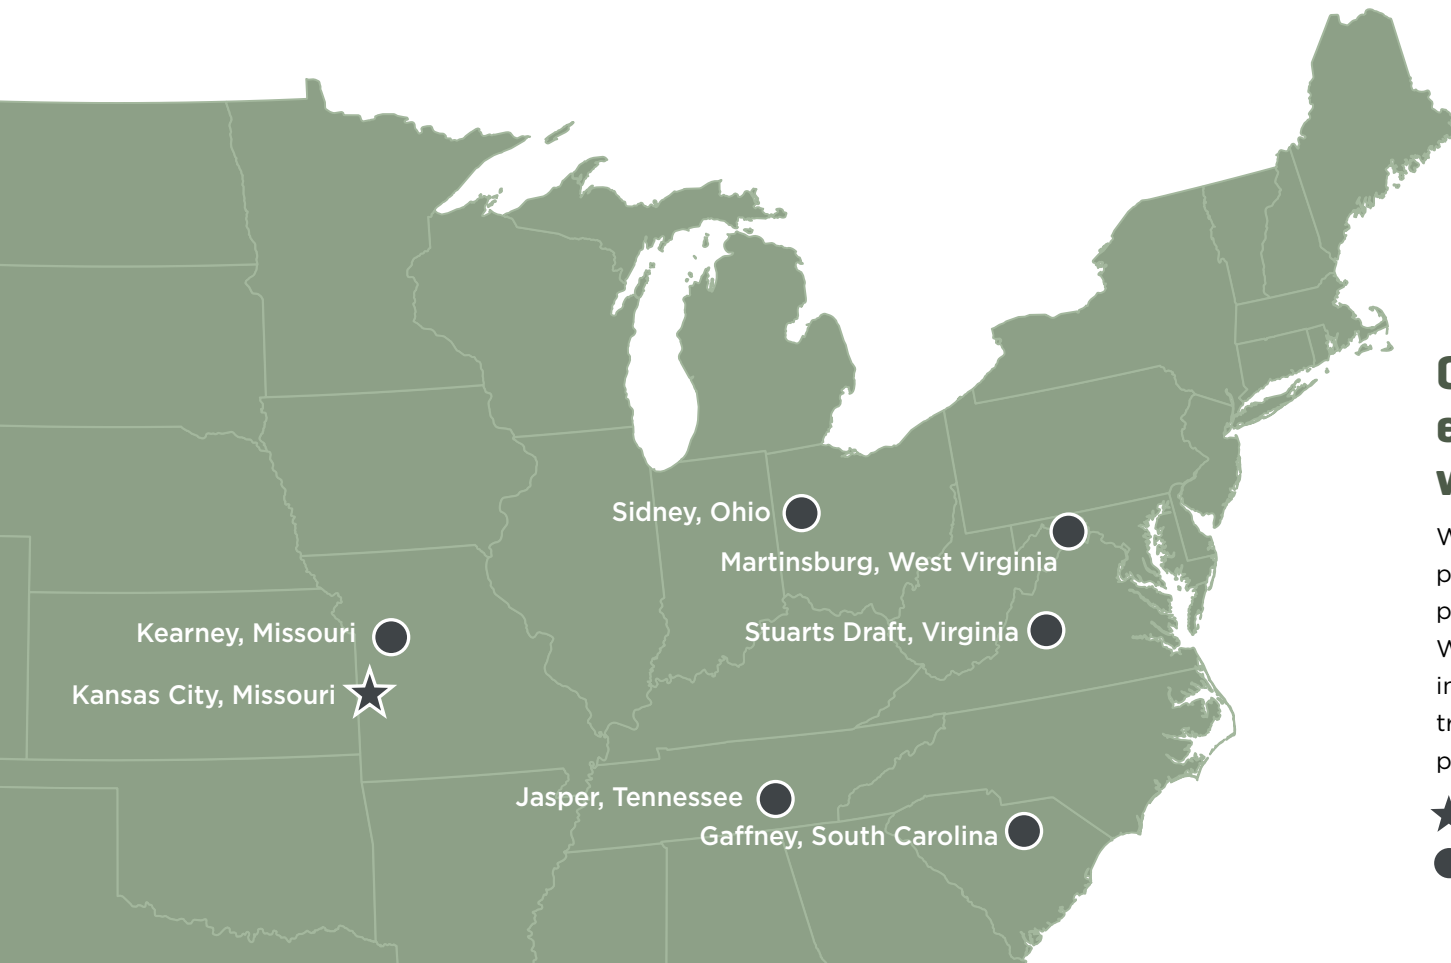 Sidney, Ohio
Martinsburg, West Virginia
Kearney, Missouri
Stuarts Draft, Virginia
Kansas City, Missouri
Jasper, Tennessee
Gaffney, South Carolina